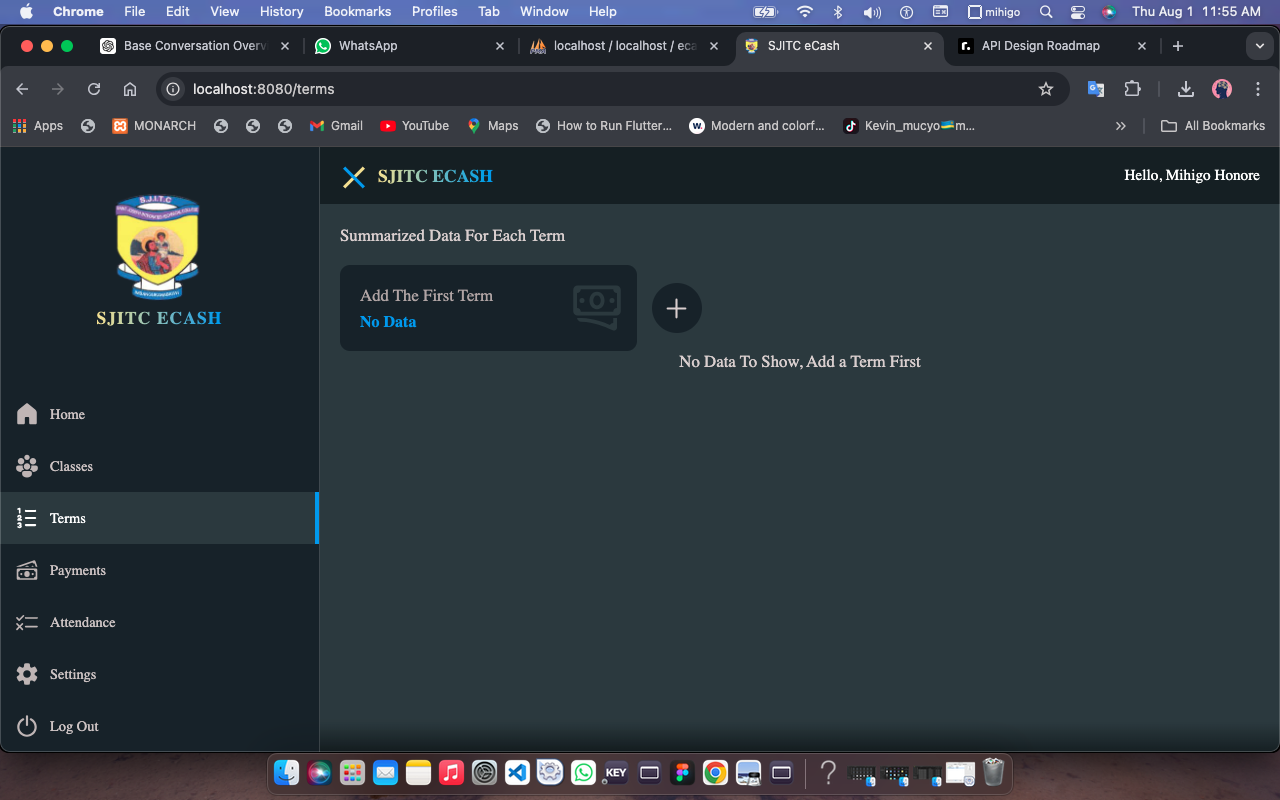 Chrome File Edit View History Bookmarks Profiles Tab Window Help mihigo Thu Aug 1 11:55 AM
Base Conversation Overv WhatsApp localhost / localhost / eca SJITC eCash r. API Design Roadmap
localhost:8080/terms
Apps MONARCH Gmail YouTube Maps How to Run Flutter... w. Modern and colorf... Kevin_mucyo🇷🇼m... » All Bookmarks
S.J.I.T.C
SJITC ECASH
Home
Classes
1
2
3
Terms
Payments
Attendance
Settings
Log Out
SJITC ECASH
Hello, Mihigo Honore
Summarized Data For Each Term
Add The First Term
No Data
No Data To Show, Add a Term First
KEY
?